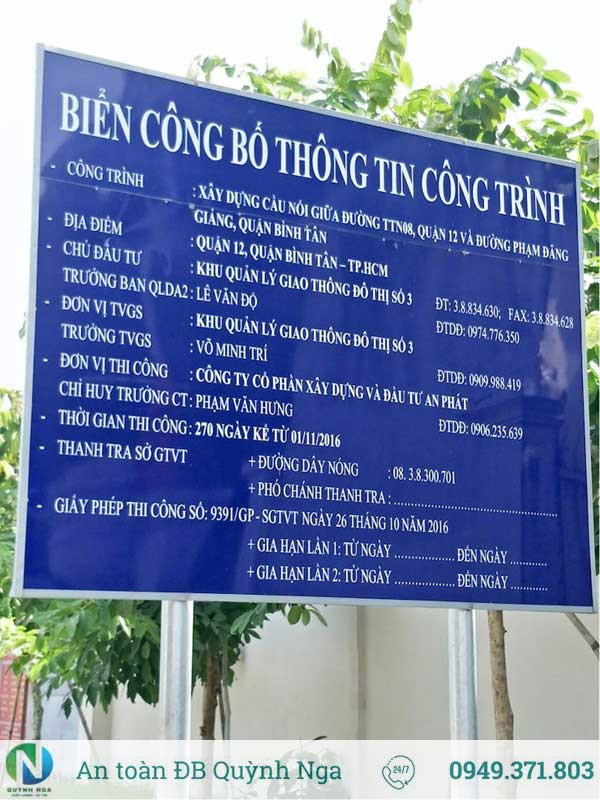 BIỂN CÔNG BỐ THÔNG TIN CÔNG TRÌNH
- CÔNG TRÌNH : XÂY DỰNG CẦU NỐI GIỮA ĐƯỜNG TTN08, QUẬN 12 VÀ ĐƯỜNG PHẠM ĐĂNG
GIẢNG, QUẬN BÌNH TÂN
- ĐỊA ĐIỂM : QUẬN 12, QUẬN BÌNH TÂN – TP.HCM
- CHỦ ĐẦU TƯ : KHU QUẢN LÝ GIAO THÔNG ĐÔ THỊ SỐ 3 ĐT: 3.8.834.630; FAX: 3.8.834.628
TRƯỞNG BAN QLDA2 : LÊ VĂN ĐỘ ĐTDĐ: 0974.776.350
- ĐƠN VỊ TVGS : KHU QUẢN LÝ GIAO THÔNG ĐÔ THỊ SỐ 3
TRƯỞNG TVGS : VÕ MINH TRÍ ĐTDĐ: 0909.988.419
- ĐƠN VỊ THI CÔNG : CÔNG TY CỔ PHẦN XÂY DỰNG VÀ ĐẦU TƯ AN PHÁT
CHỈ HUY TRƯỞNG CT : PHẠM VĂN HƯNG ĐTDĐ: 0906.235.639
- THỜI GIAN THI CÔNG : 270 NGÀY KỂ TỪ 01/11/2016
- THANH TRA SỞ GTVT + ĐƯỜNG DÂY NÓNG : 08. 3.8.300.701
+ PHÓ CHÁNH THANH TRA : ..............................
- GIẤY PHÉP THI CÔNG SỐ: 9391/GP - SGTVT NGÀY 26 THÁNG 10 NĂM 2016
+ GIA HẠN LẦN 1: TỪ NGÀY ................ ĐẾN NGÀY ..........
+ GIA HẠN LẦN 2: TỪ NGÀY ................ ĐẾN NGÀY ..........
QUỲNH NGA
An toàn ĐB Quỳnh Nga
24/7
0949.371.803